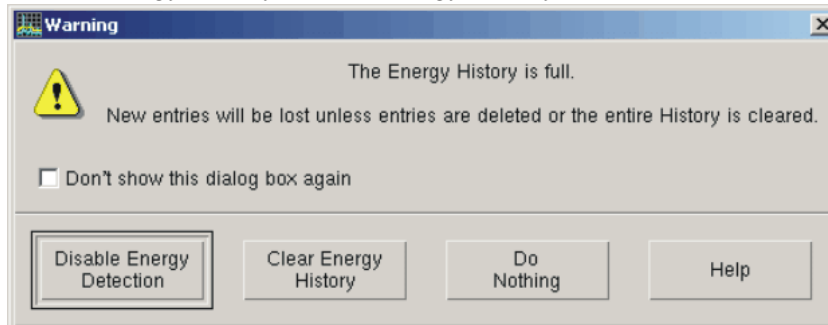 Warning
The Energy History is full.
New entries will be lost unless entries are deleted or the entire History is cleared.
Don't show this dialog box again
Disable Energy
Detection
Clear Energy
History
Do
Nothing
Help